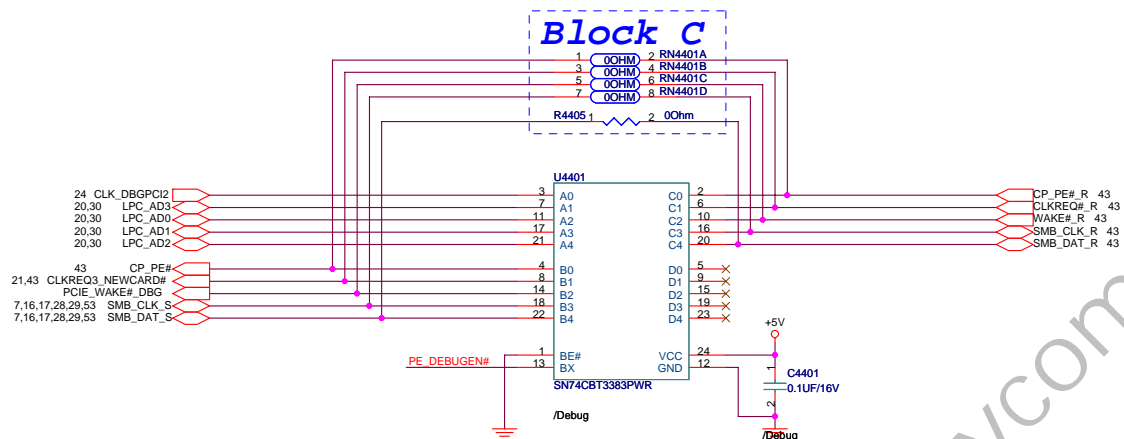 Block C
1 0OHM 2 RN4401A
3 0OHM 4 RN4401B
5 0OHM 6 RN4401C
7 0OHM 8 RN4401D
R4405 1 2 0Ohm
U4401
24 CLK_DBGPCI2 3 A0 C0 2 CP_PE#_R 43
20,30 LPC_AD3 7 A1 C1 6 CLKREQ#_R 43
20,30 LPC_AD0 11 A2 C2 10 WAKE#_R 43
20,30 LPC_AD1 17 A3 C3 16 SMB_CLK_R 43
20,30 LPC_AD2 21 A4 C4 20 SMB_DAT_R 43
43 CP_PE# 4 B0 D0 5
21,43 CLKREQ3_NEWCARD# 8 B1 D1 9
PCIE_WAKE#_DBG 14 B2 D2 15
7,16,17,28,29,53 SMB_CLK_S 18 B3 D3 19
7,16,17,28,29,53 SMB_DAT_S 22 B4 D4 23
+5V
1 BE# VCC 24
PE_DEBUGEN# 13 BX GND 12
SN74CBT3383PWR
1 C4401
0.1UF/16V
2
/Debug
/Debug
vcom